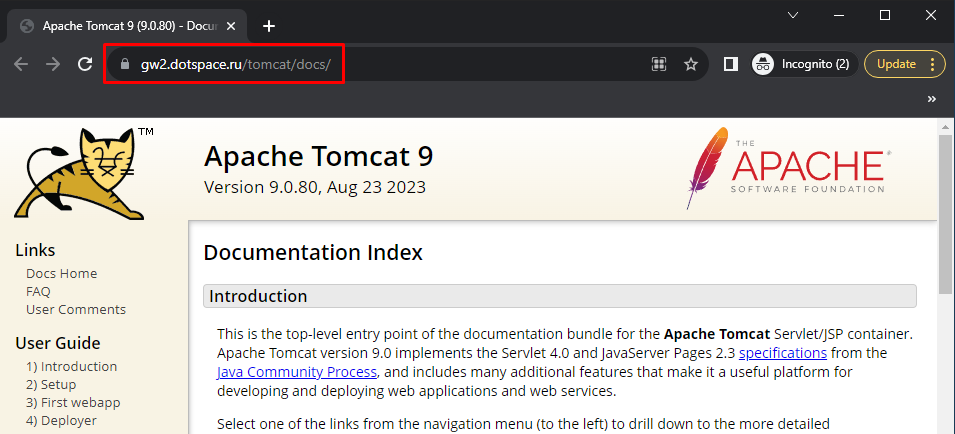 Apache Tomcat 9 (9.0.80) - Docu
gw2.dotspace.ru/tomcat/docs/
Incognito (2)
Update
TM
Apache Tomcat 9
Version 9.0.80, Aug 23 2023
THE
APACHE®
SOFTWARE FOUNDATION
Links
Docs Home
FAQ
User Comments
User Guide
1) Introduction
2) Setup
3) First webapp
4) Deployer
Documentation Index
Introduction
This is the top-level entry point of the documentation bundle for the Apache Tomcat Servlet/JSP container.
Apache Tomcat version 9.0 implements the Servlet 4.0 and JavaServer Pages 2.3 specifications from the
Java Community Process, and includes many additional features that make it a useful platform for
developing and deploying web applications and web services.
Select one of the links from the navigation menu (to the left) to drill down to the more detailed